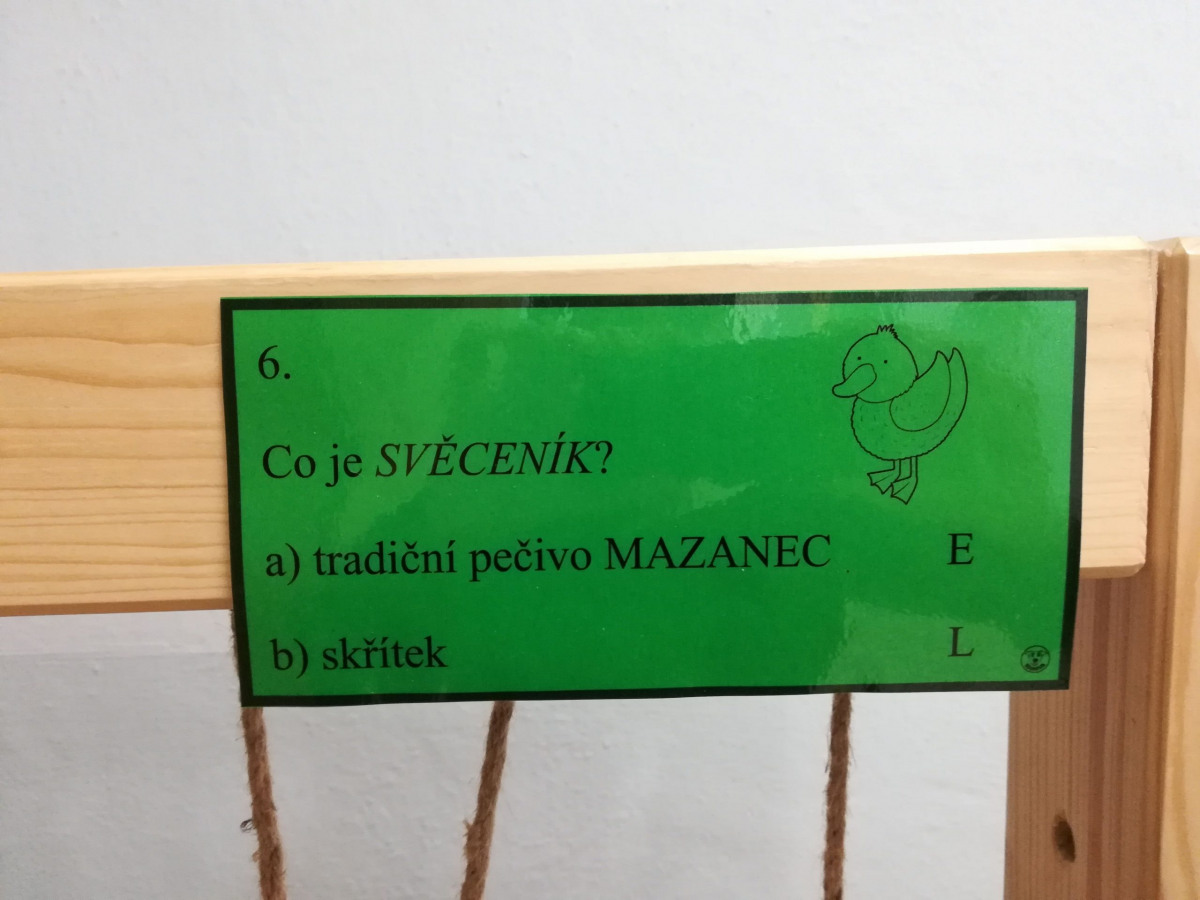 6.
Co je SVĚCENÍK?
a) tradiční pečivo MAZANEC E
b) skřítek L